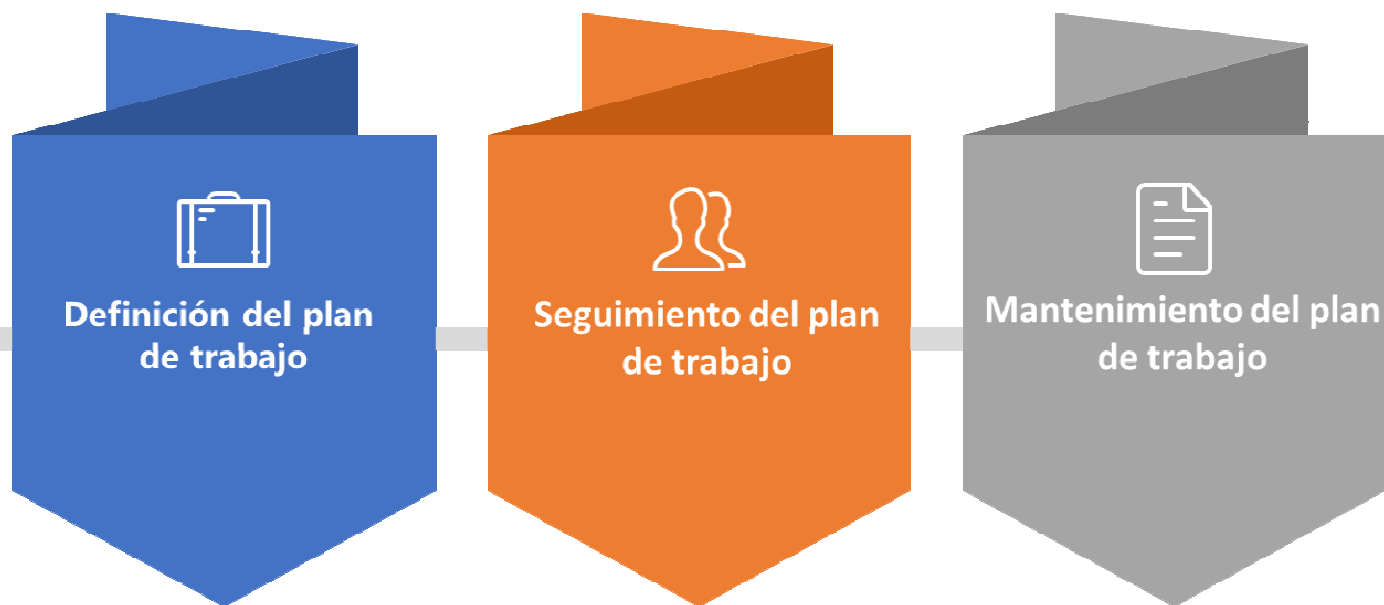 Definición del plan
de trabajo
Seguimiento del plan
de trabajo
Mantenimiento del plan
de trabajo